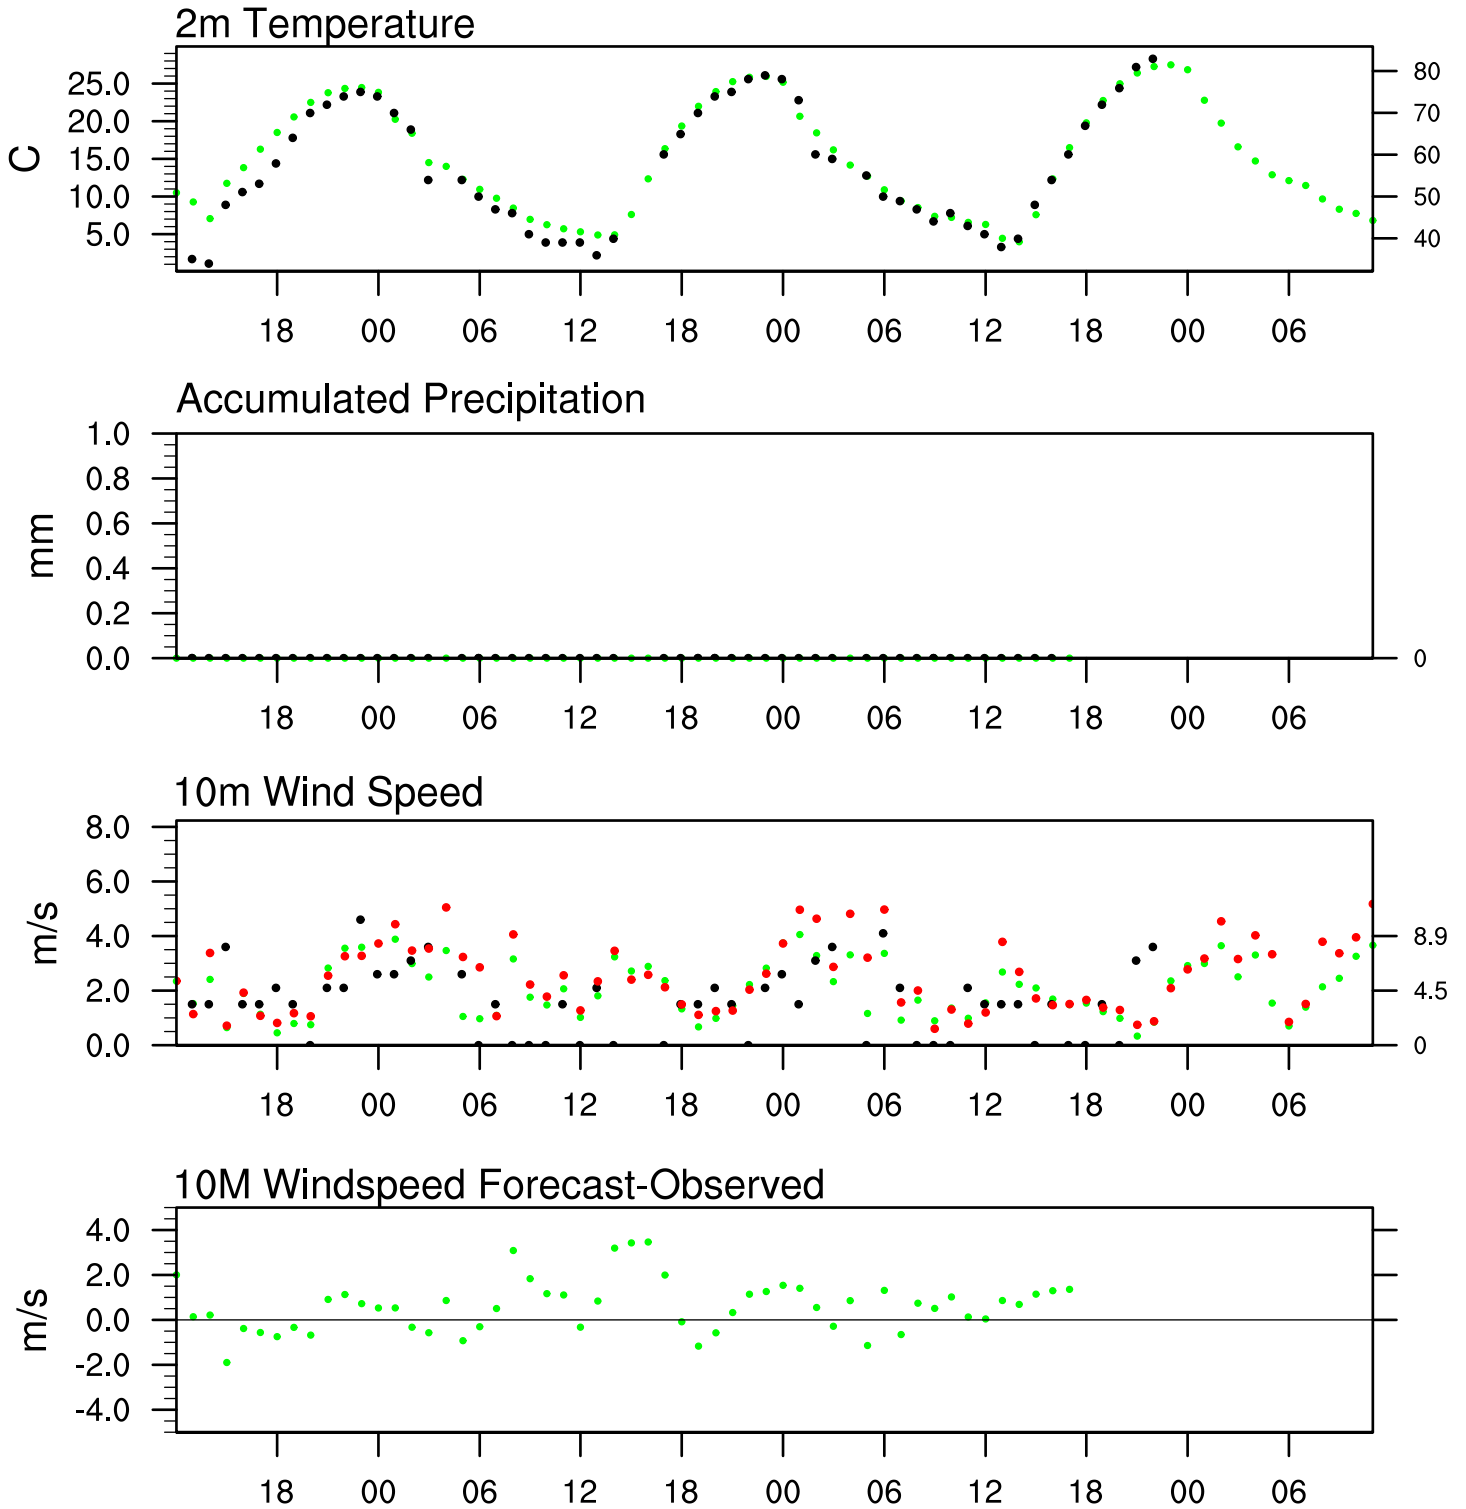 2m Temperature
C
25.0
20.0
15.0
10.0
5.0
80
70
60
50
40
18 00 06 12 18 00 06 12 18 00 06
Accumulated Precipitation
mm
1.0
0.8
0.6
0.4
0.2
0.0
0
18 00 06 12 18 00 06 12 18 00 06
10m Wind Speed
m/s
8.0
6.0
4.0
2.0
0.0
8.9
4.5
0
18 00 06 12 18 00 06 12 18 00 06
10M Windspeed Forecast-Observed
m/s
4.0
2.0
0.0
-2.0
-4.0
18 00 06 12 18 00 06 12 18 00 06